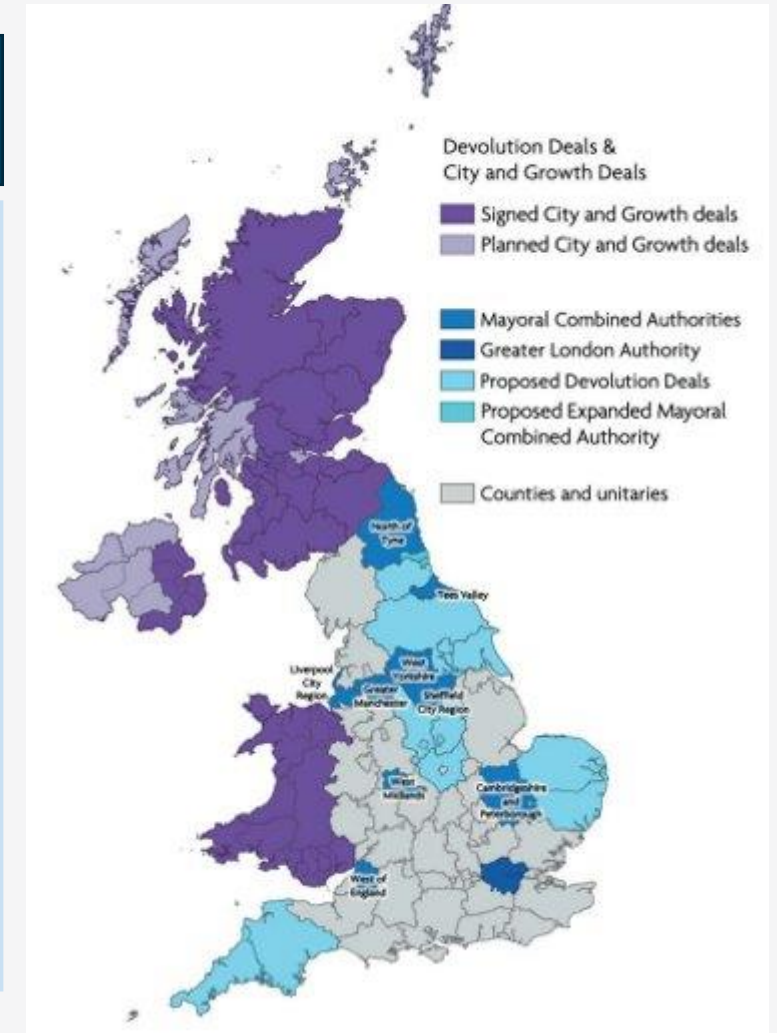 Devolution Deals &
City and Growth Deals
Signed City and Growth deals
Planned City and Growth deals
Mayoral Combined Authorities
Greater London Authority
Proposed Devolution Deals
Proposed Expanded Mayoral
Combined Authority
Counties and unitaries
North of
Tyne
Tees Valley
Liverpool
City
Region
West
Yorkshire
Greater
Manchester
Sheffield
City Region
West
Midlands
Cambridgeshire
and
Peterborough
West of
England